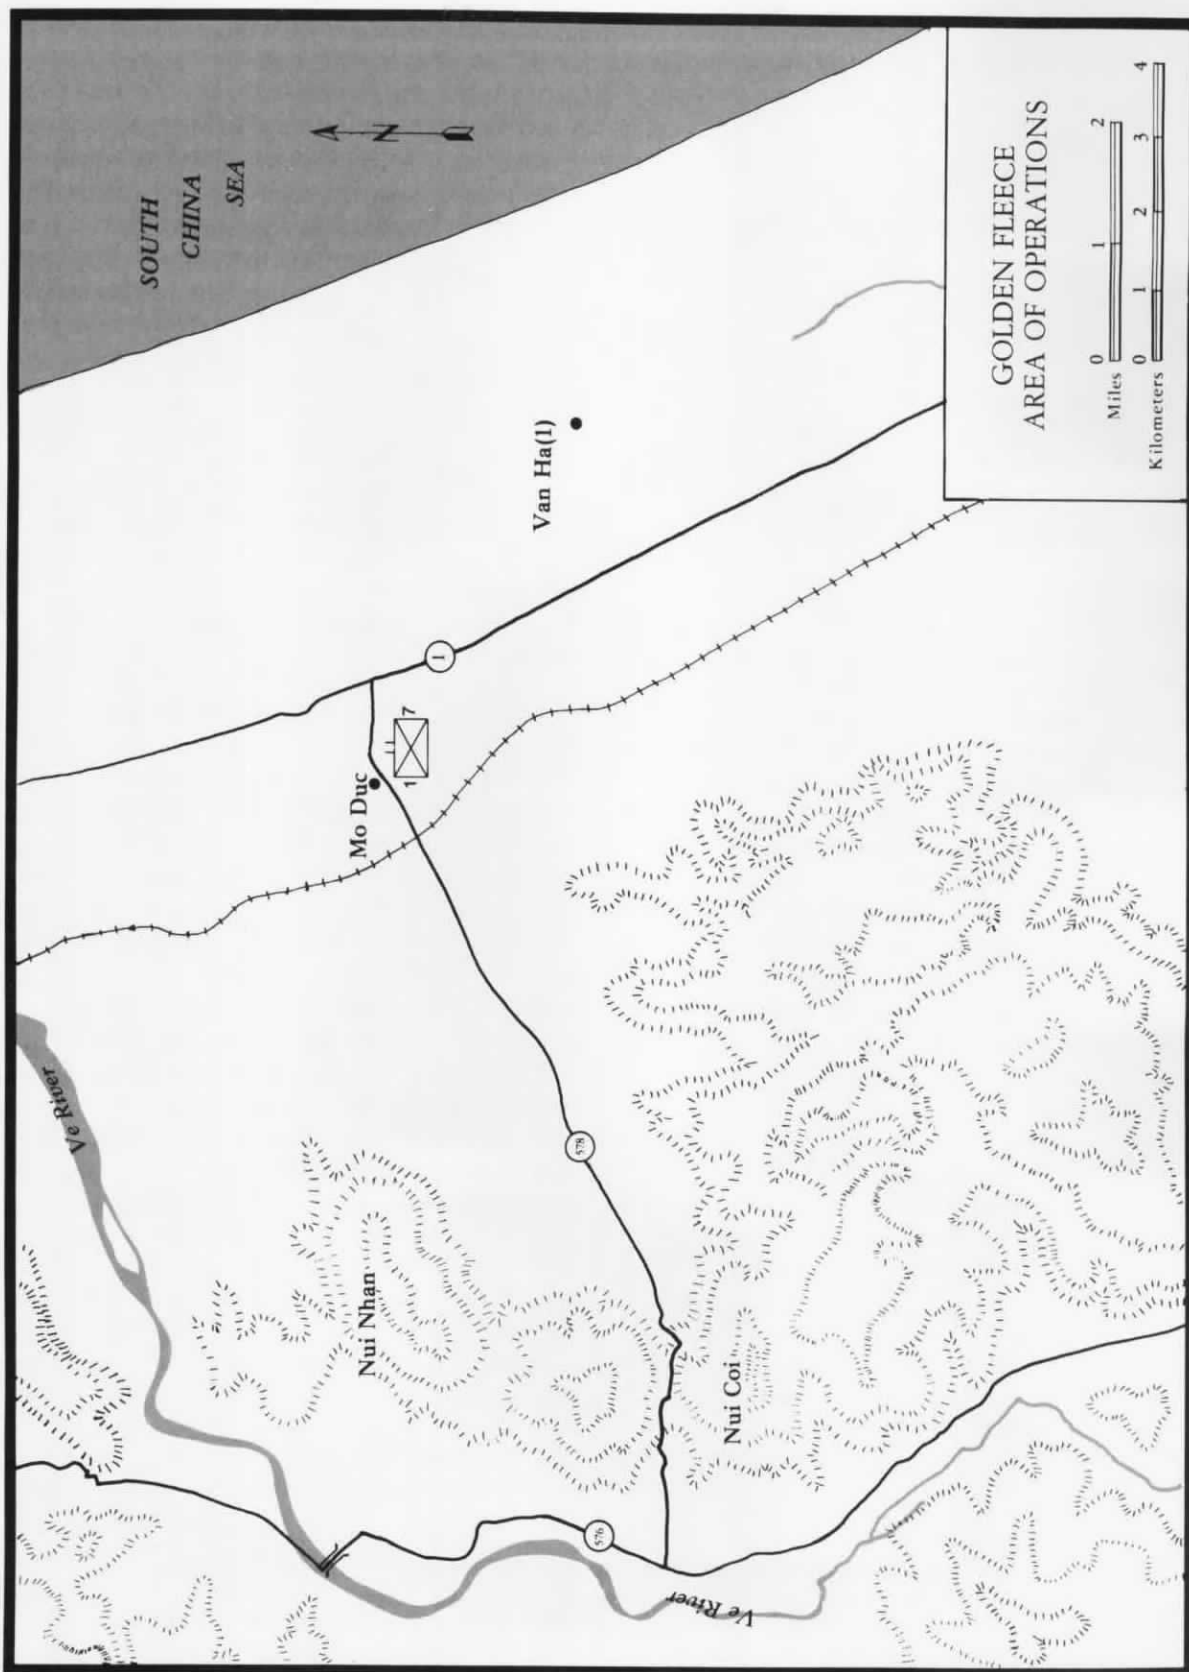 SOUTH
CHINA
SEA
N
Ve River
Mo Duc
1
7
1
Van Ha(1)
Nui Nhan
578
Nui Coi
576
Ve River
GOLDEN FLEECE
AREA OF OPERATIONS
0 1 2
Miles
0 1 2 3 4
Kilometers